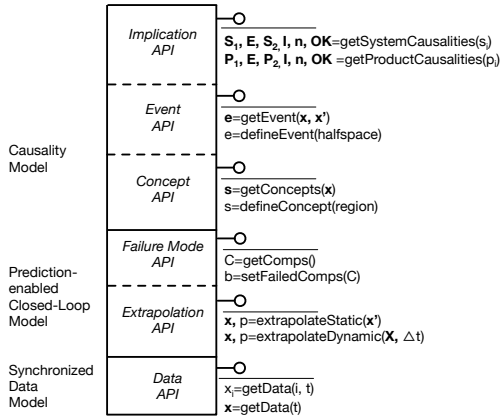 Implication
API
S₁, E, S₂, I, n, OK=getSystemCausalities(sᵢ)
P₁, E, P₂, I, n, OK =getProductCausalities(pᵢ)
Event
API
e=getEvent(x, x’)
e=defineEvent(halfspace)
Causality
Model
Concept
API
s=getConcepts(x)
s=defineConcept(region)
Failure Mode
API
C=getComps()
b=setFailedComps(C)
Prediction-
enabled
Closed-Loop
Model
Extrapolation
API
x, p=extrapolateStatic(x’)
x, p=extrapolateDynamic(X, △t)
Synchronized
Data
Model
Data
API
xᵢ=getData(i, t)
x=getData(t)